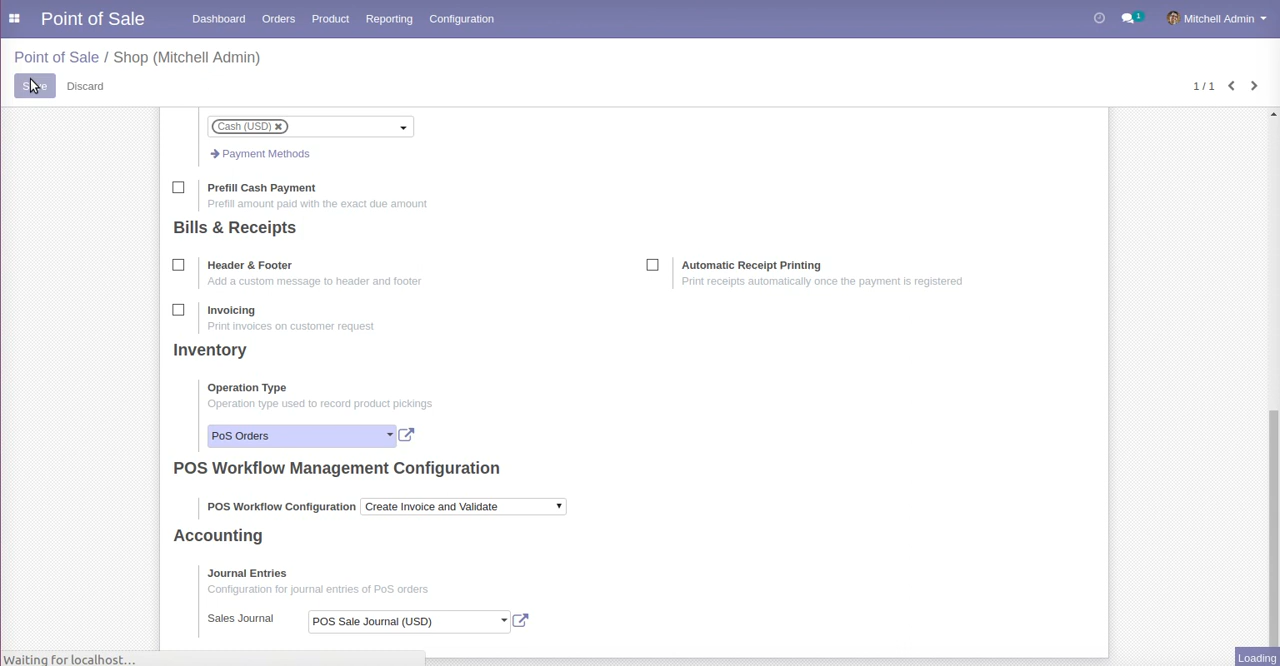 Point of Sale Dashboard Orders Product Reporting Configuration 1 Mitchell Admin
Point of Sale / Shop (Mitchell Admin)
Discard 1 / 1
Cash (USD)
Payment Methods
Prefill Cash Payment
Prefill amount paid with the exact due amount
Bills & Receipts
Header & Footer Automatic Receipt Printing
Add a custom message to header and footer Print receipts automatically once the payment is registered
Invoicing
Print invoices on customer request
Inventory
Operation Type
Operation type used to record product pickings
PoS Orders
POS Workflow Management Configuration
POS Workflow Configuration Create Invoice and Validate
Accounting
Journal Entries
Configuration for journal entries of PoS orders
Sales Journal POS Sale Journal (USD)
Waiting for localhost... Loading